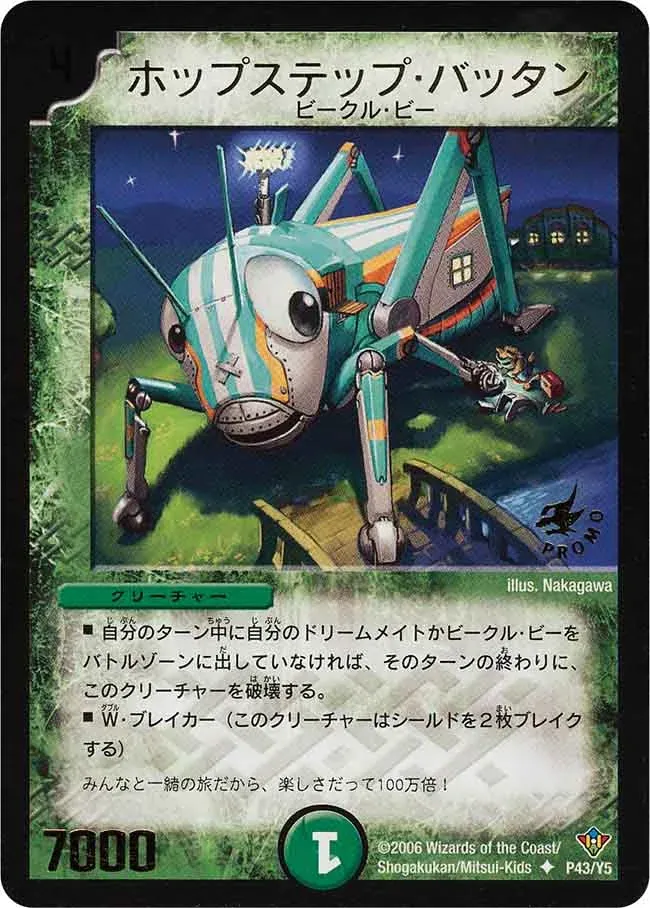 4
ホップステップ・バッタン
ビークル・ビー
PROMO
illus. Nakagawa
クリーチャー
■ 自分のターン中に自分のドリームメイトかビークル・ビーを
バトルゾーンに出していなければ、そのターンの終わりに、
このクリーチャーを破壊する。
■ W・ブレイカー（このクリーチャーはシールドを2枚ブレイク
する）
みんなと一緒の旅だから、楽しさだって100万倍！
7000
1
©2006 Wizards of the Coast/
Shogakukan/Mitsui-Kids ✦ P43/Y5